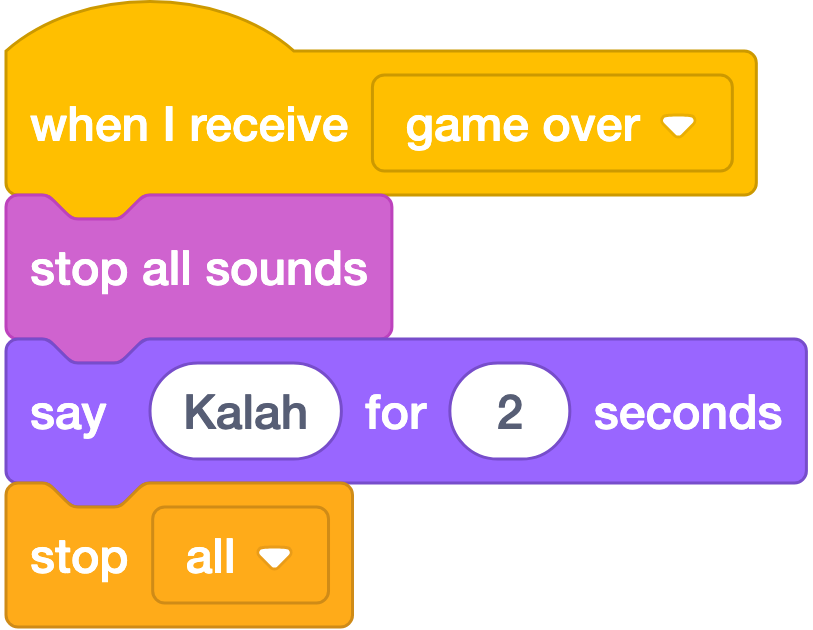 when I receive game over
stop all sounds
say Kalah for 2 seconds
stop all